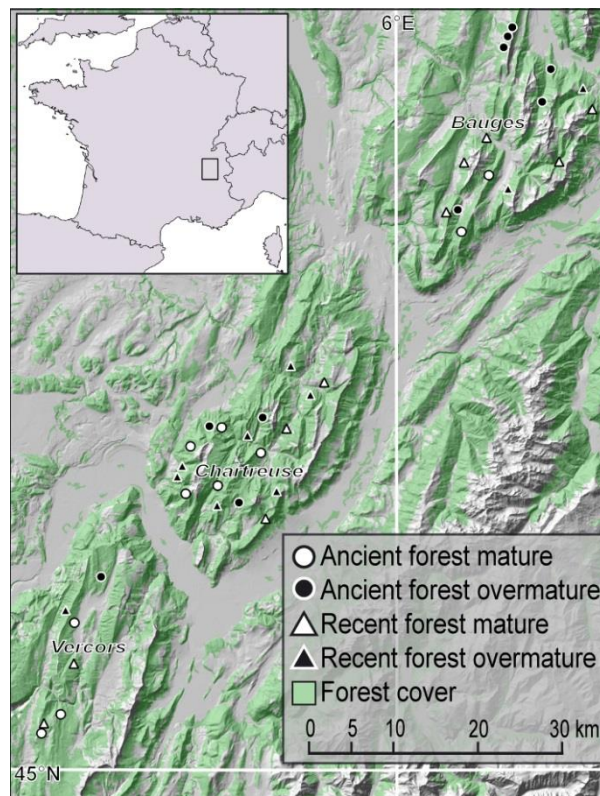 6°E
Bauges
Chartreuse
Vercors
Ancient forest mature
Ancient forest overmature
Recent forest mature
Recent forest overmature
Forest cover
0 10 20 30 km
45°N